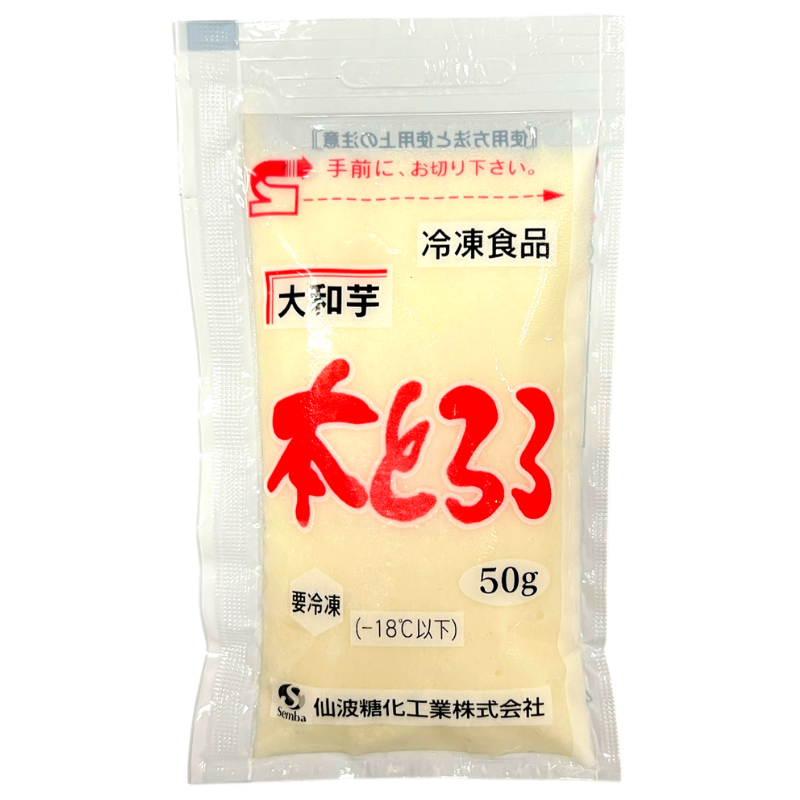 『使用方法と使用上の注意』
手前に、お切り下さい。
冷凍食品
大和芋
本とろろ
50g
要冷凍
(-18℃以下)
Semba 仙波糖化工業株式会社